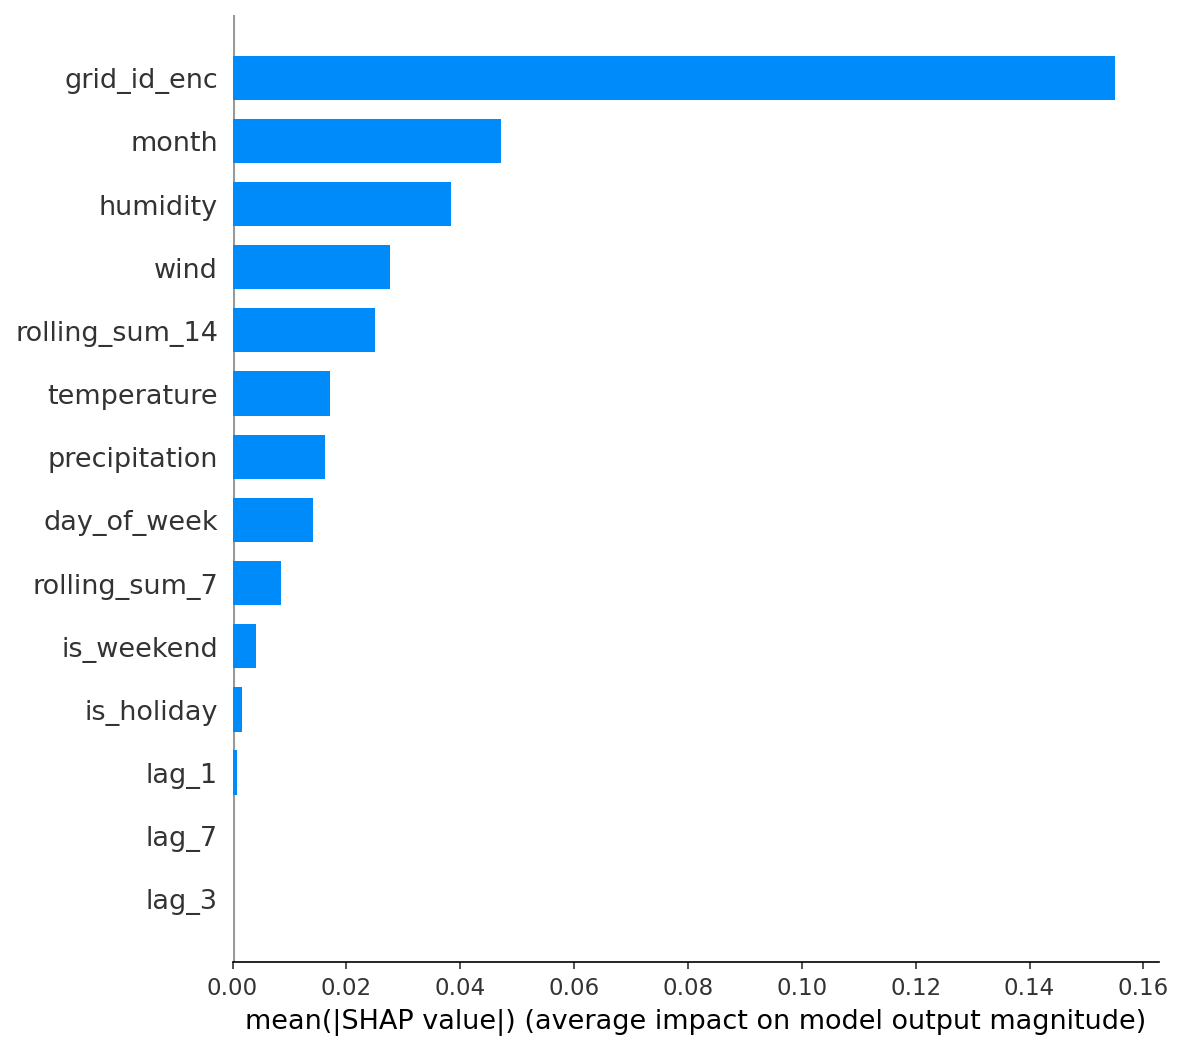 grid_id_enc
month
humidity
wind
rolling_sum_14
temperature
precipitation
day_of_week
rolling_sum_7
is_weekend
is_holiday
lag_1
lag_7
lag_3
0.00 0.02 0.04 0.06 0.08 0.10 0.12 0.14 0.16
mean(|SHAP value|) (average impact on model output magnitude)